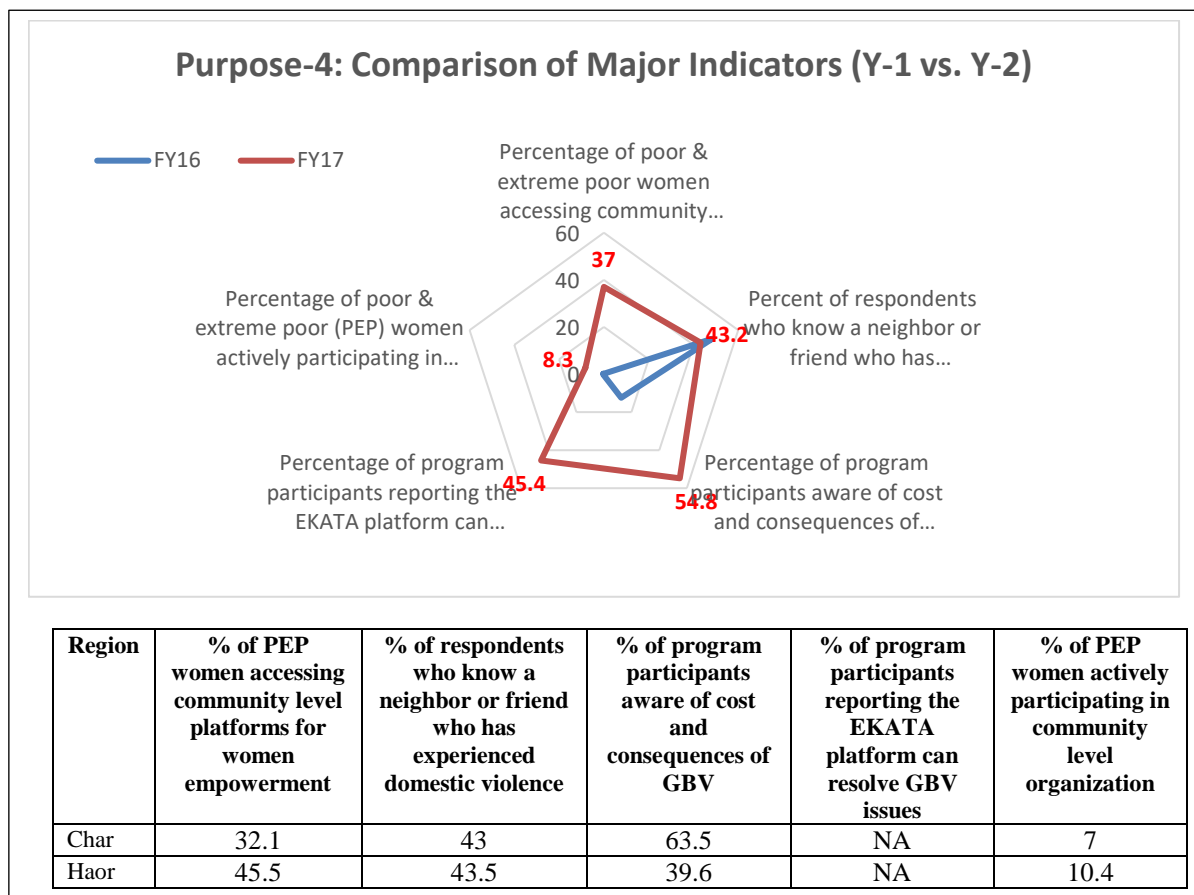 Purpose-4: Comparison of Major Indicators (Y-1 vs. Y-2)
FY16
FY17
Percentage of poor &
extreme poor women
accessing community...
60
40
20
0
37
Percent of respondents
who know a neighbor or
friend who has...
43.2
Percentage of program
participants aware of cost
and consequences of...
54.8
Percentage of program
participants reporting the
EKATA platform can...
45.4
Percentage of poor &
extreme poor (PEP) women
actively participating in...
8.3
Region
% of PEP
women accessing
community level
platforms for
women
empowerment
% of respondents
who know a
neighbor or friend
who has
experienced
domestic violence
% of program
participants
aware of cost
and
consequences of
GBV
% of program
participants
reporting the
EKATA
platform can
resolve GBV
issues
% of PEP
women actively
participating in
community
level
organization
Char 32.1 43 63.5 NA 7
Haor 45.5 43.5 39.6 NA 10.4